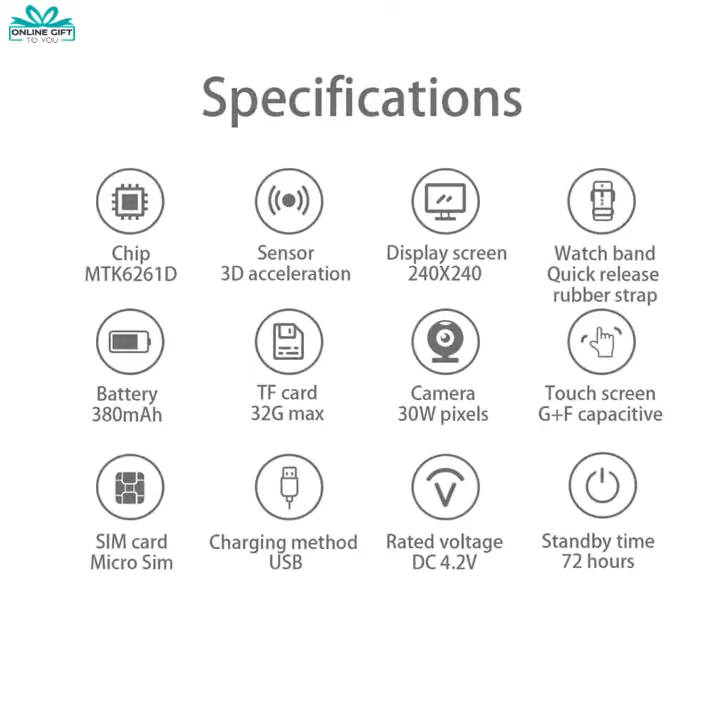 ONLINE GIFT
TO YOU
Specifications
Chip
MTK6261D
Sensor
3D acceleration
Display screen
240X240
Watch band
Quick release
rubber strap
Battery
380mAh
TF card
32G max
Camera
30W pixels
Touch screen
G+F capacitive
SIM card
Micro Sim
Charging method
USB
Rated voltage
DC 4.2V
Standby time
72 hours